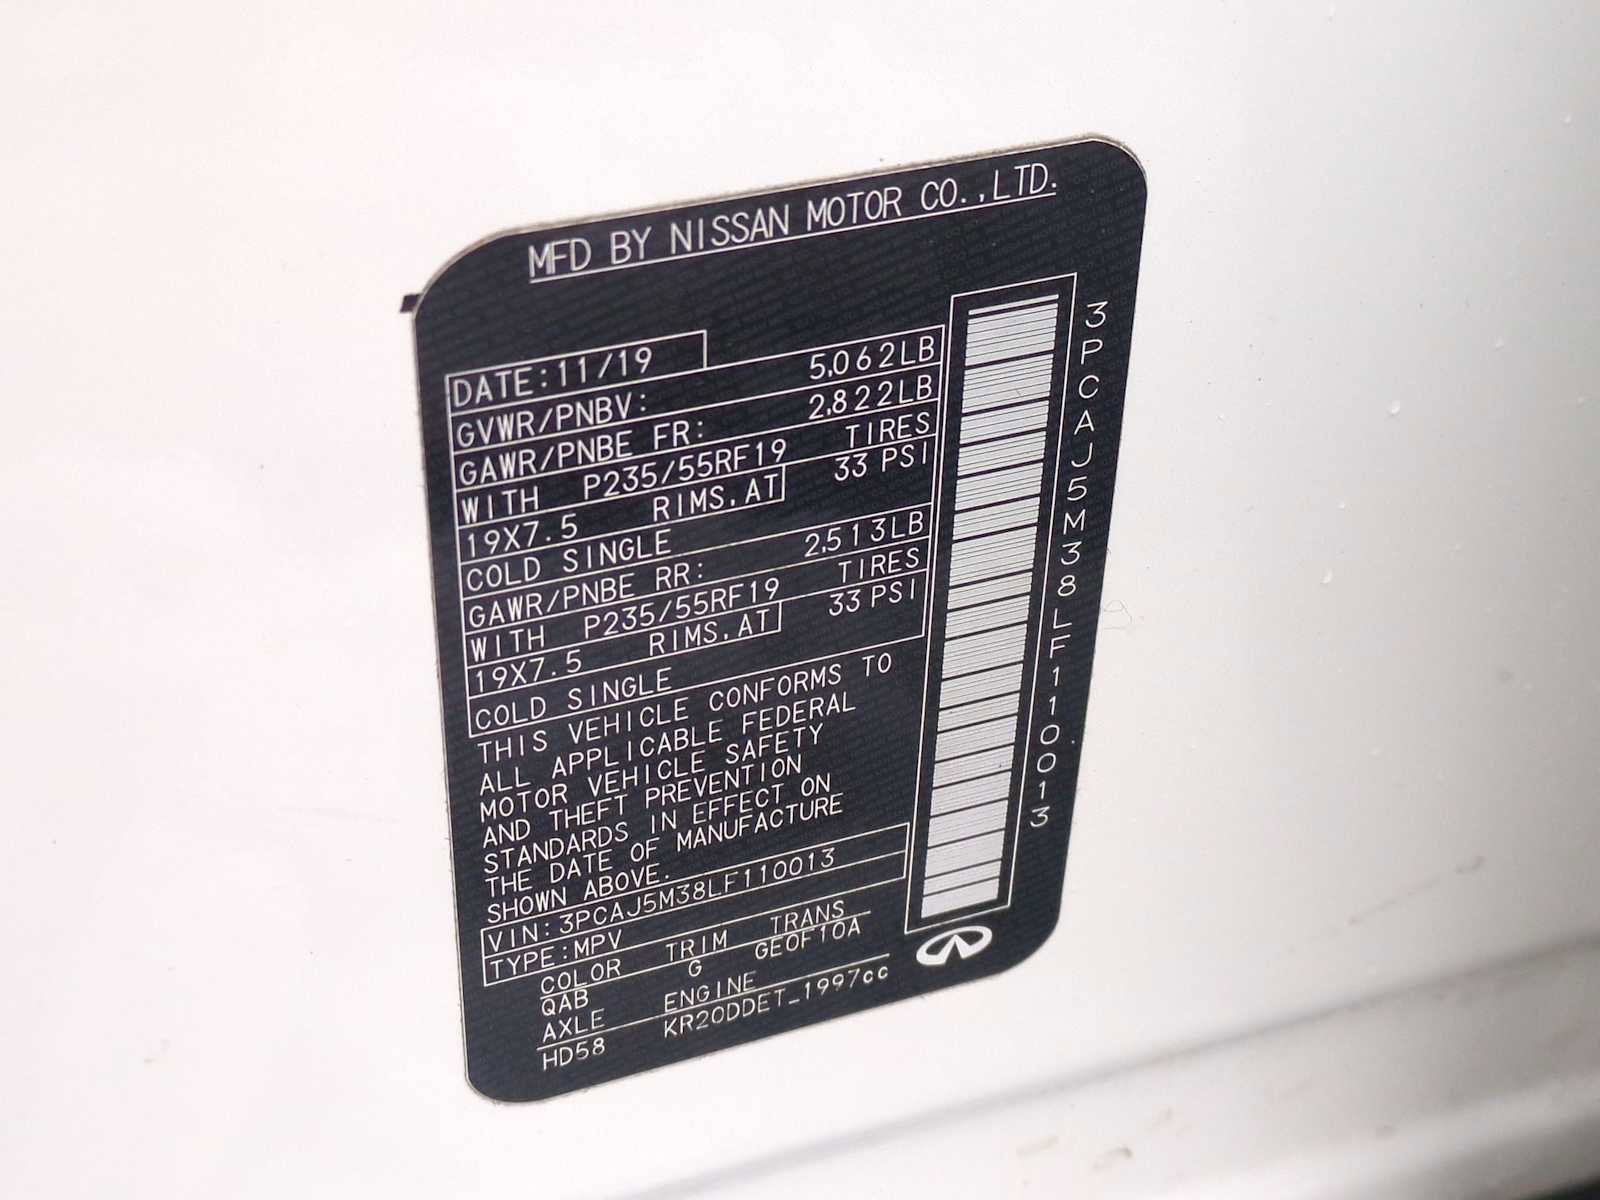 MFD BY NISSAN MOTOR CO.,LTD.
DATE:11/19
GVWR/PNBV: 5,062LB
GAWR/PNBE FR: 2,822LB
WITH P235/55RF19 TIRES
19X7.5 RIMS,AT 33 PSI
COLD SINGLE
GAWR/PNBE RR: 2,513LB
WITH P235/55RF19 TIRES
19X7.5 RIMS,AT 33 PSI
COLD SINGLE
THIS VEHICLE CONFORMS TO
ALL APPLICABLE FEDERAL
MOTOR VEHICLE SAFETY
AND THEFT PREVENTION
STANDARDS IN EFFECT ON
THE DATE OF MANUFACTURE
SHOWN ABOVE.
VIN:3PCAJ5M38LF110013
TYPE:MPV
COLOR TRIM TRANS
QAB G GE0F10A
AXLE ENGINE
HD58 KR20DDET_1997cc
3PCAJ5M38LF110013